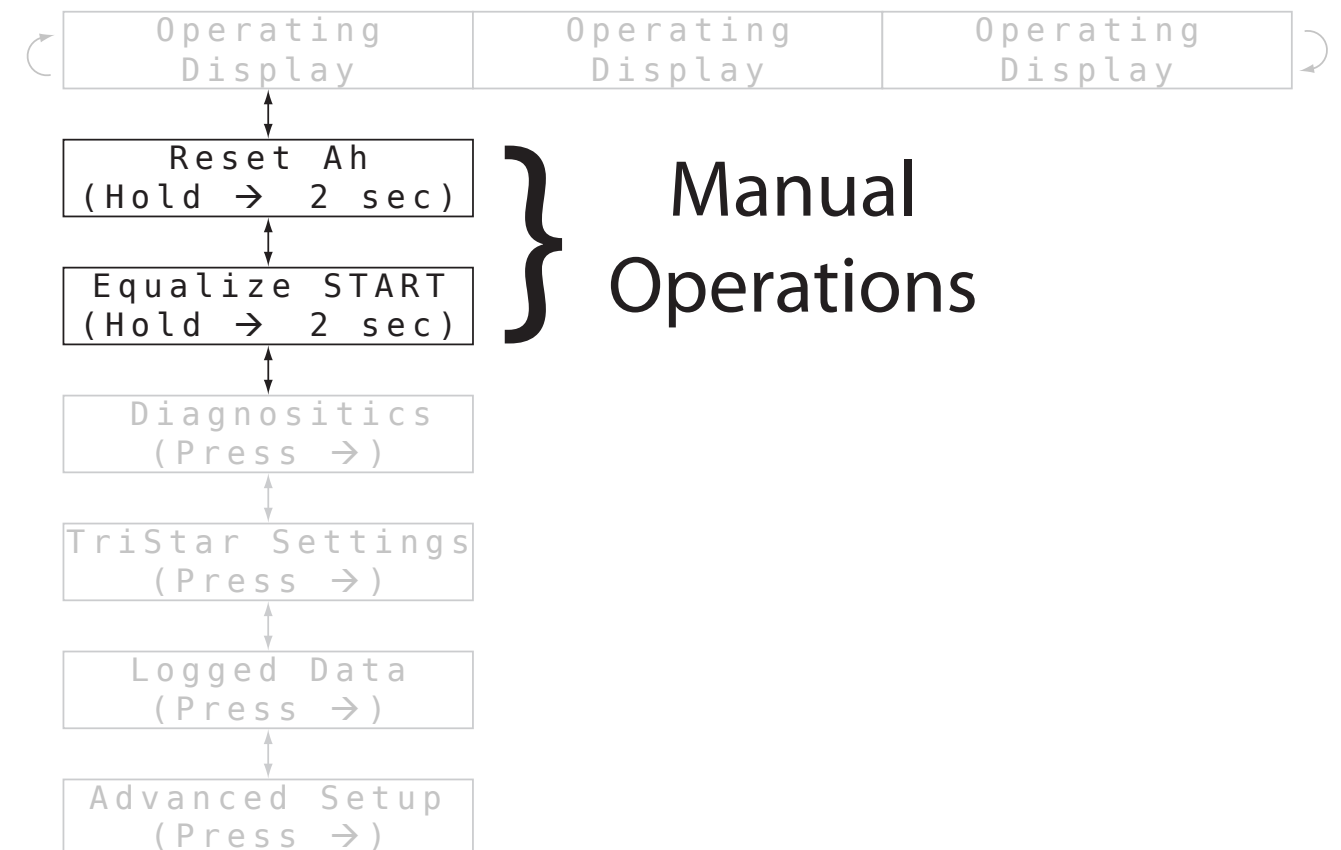 Operating Operating Operating
Display Display Display
Reset Ah
(Hold → 2 sec)
Equalize START
(Hold → 2 sec)
Manual
Operations
Diagnositics
(Press →)
TriStar Settings
(Press →)
Logged Data
(Press →)
Advanced Setup
(Press →)